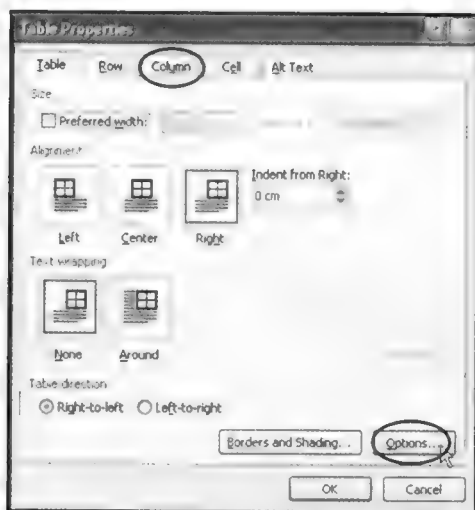 Table Properties
Table Row Column Cell Alt Text
Size
Preferred width:
Alignment
Indent from Right:
0 cm
Left Center Right
Text wrapping
None Around
Table direction
Right-to-left Left-to-right
Borders and Shading... Options...
OK Cancel